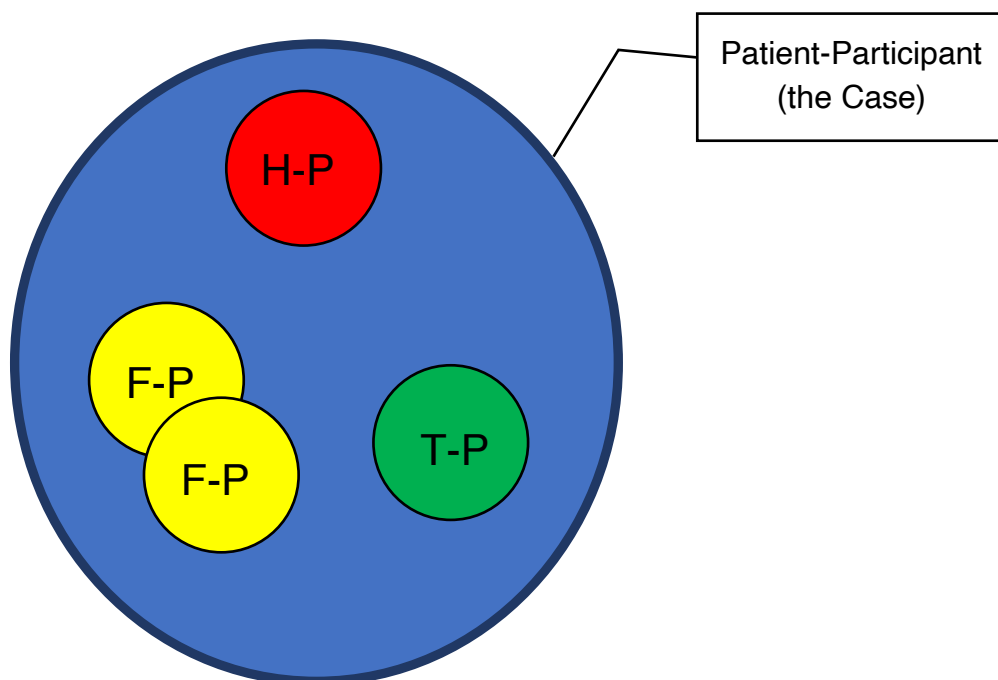 Patient-Participant
(the Case)
H-P
F-P
F-P
T-P